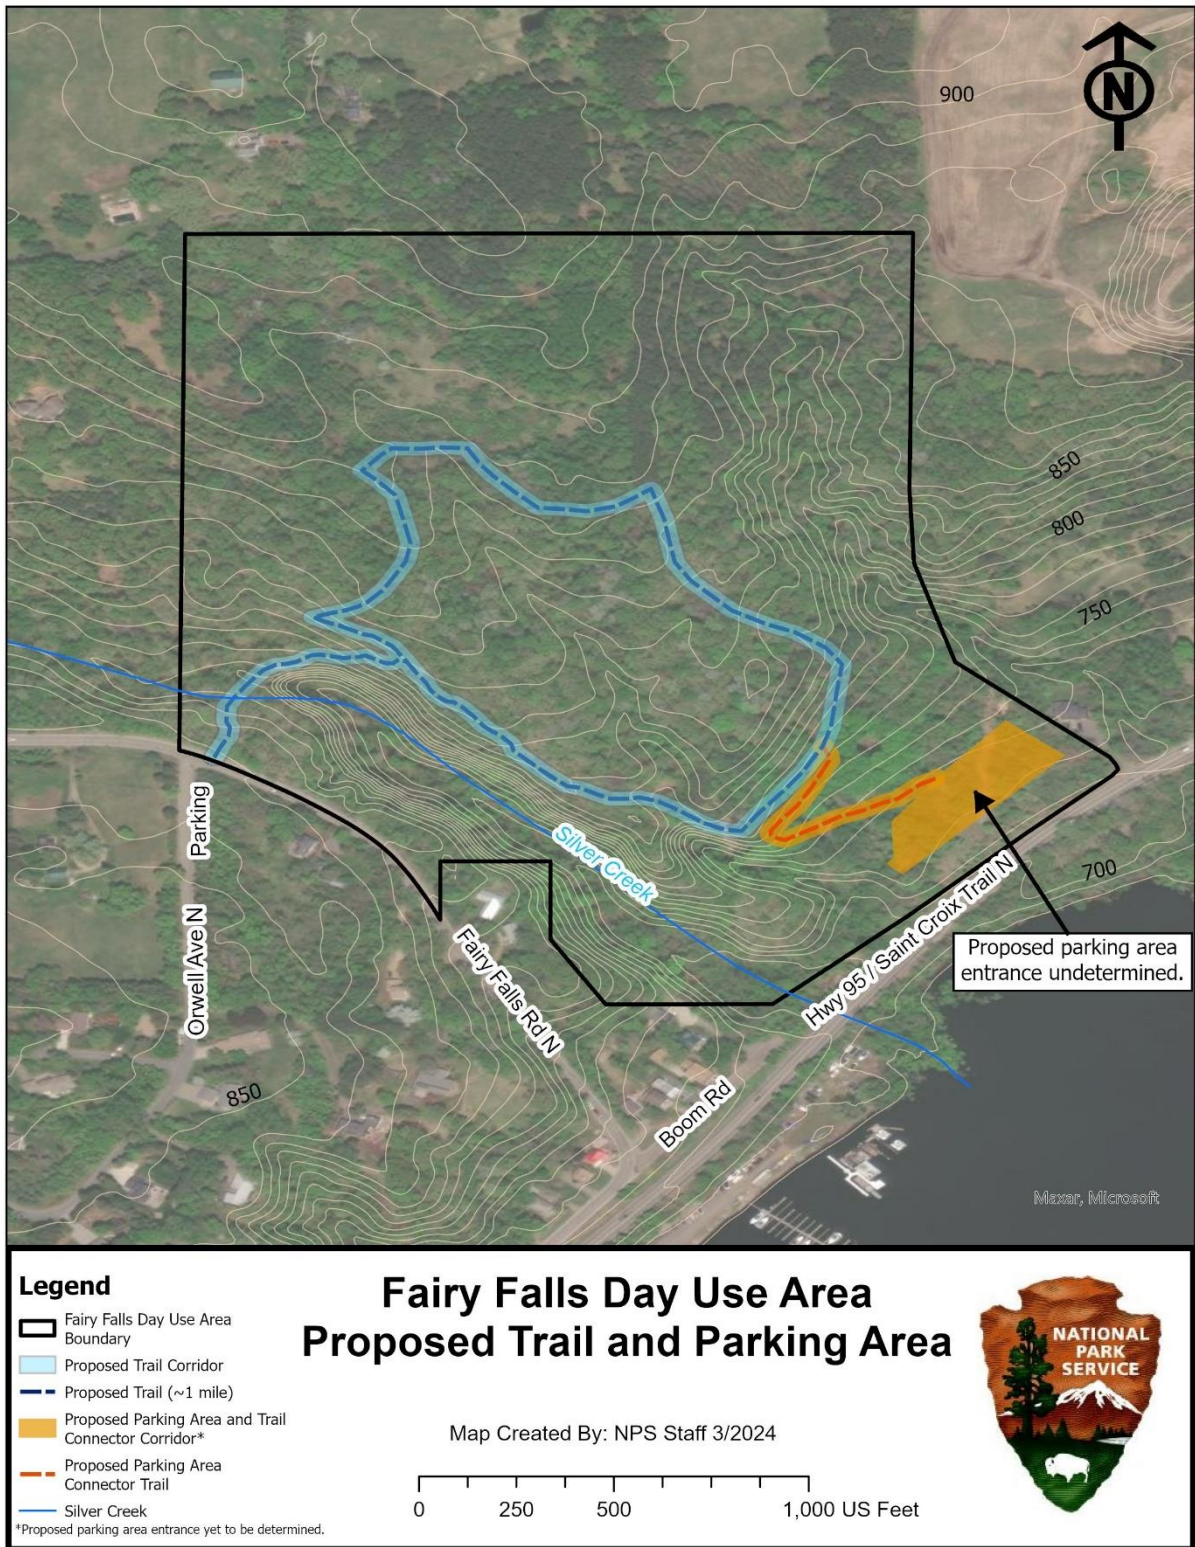 N
900
850
800
750
700
Parking
Orwell Ave N
Silver Creek
Fairy Falls Rd N
Hwy 95 / Saint Croix Trail N
Proposed parking area
entrance undetermined.
Boom Rd
850
Maxar, Microsoft
Legend
Fairy Falls Day Use Area
Boundary
Proposed Trail Corridor
Proposed Trail (~1 mile)
Proposed Parking Area and Trail
Connector Corridor*
Proposed Parking Area
Connector Trail
Silver Creek
*Proposed parking area entrance yet to be determined.
Fairy Falls Day Use Area
Proposed Trail and Parking Area
Map Created By: NPS Staff 3/2024
0 250 500 1,000 US Feet
NATIONAL
PARK
SERVICE